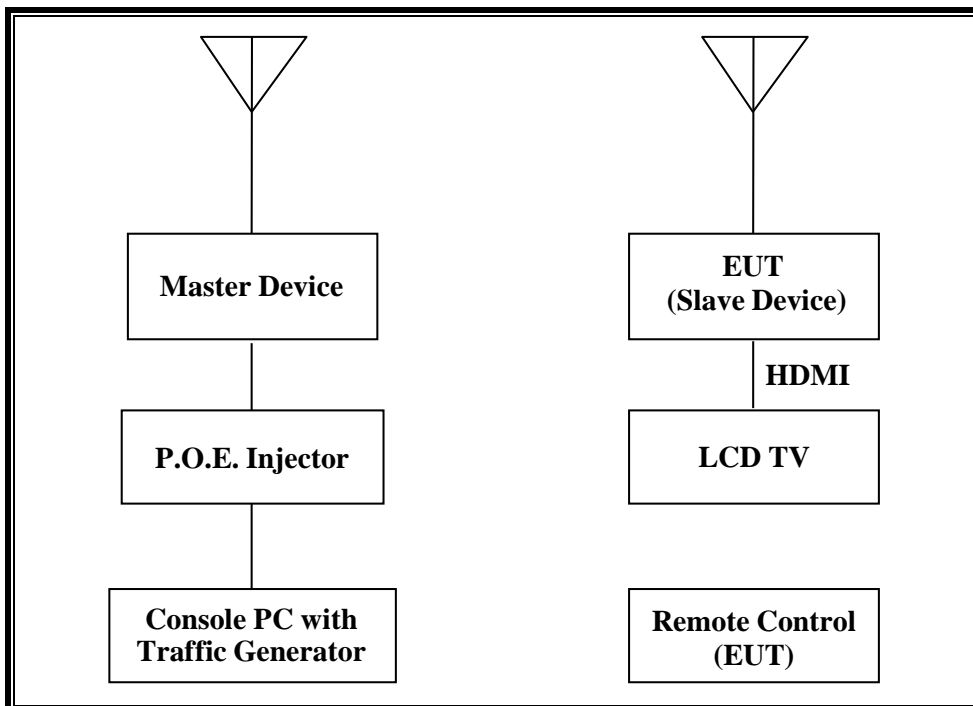 Master Device
EUT
(Slave Device)
HDMI
P.O.E. Injector
LCD TV
Console PC with
Traffic Generator
Remote Control
(EUT)